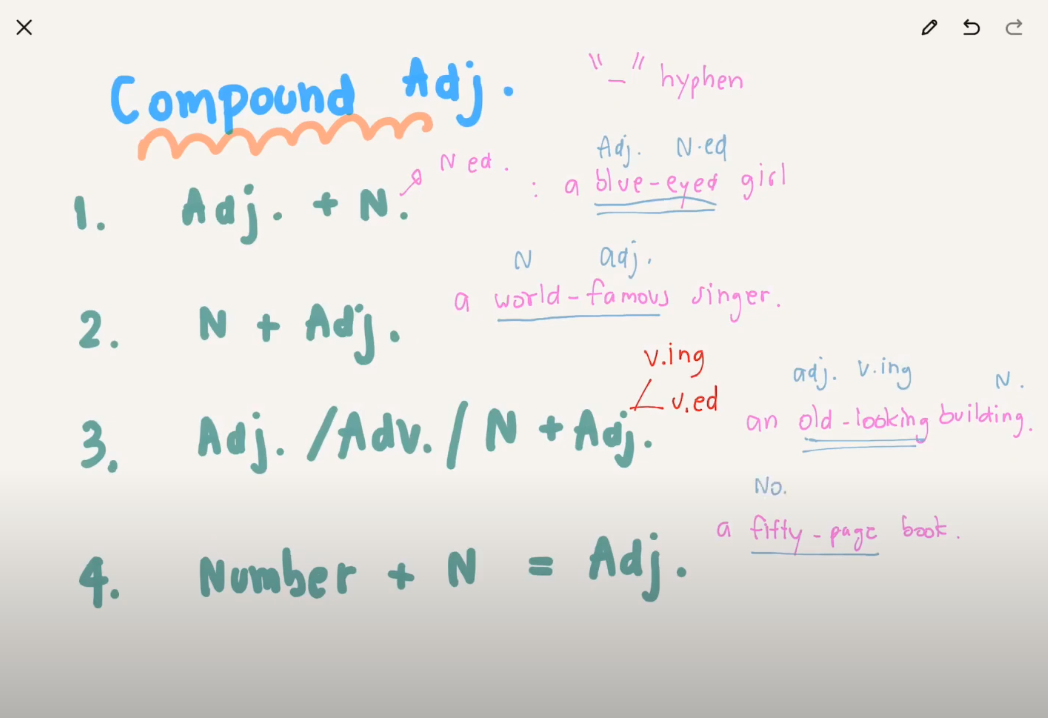 Compound Adj.
"-" hyphen
1. Adj. + N.
N ed.
Adj. N.ed
: a blue-eyed girl
2. N + Adj.
N adj.
a world-famous singer.
3. Adj. /Adv. / N + Adj.
v.ing
v.ed
adj. v.ing N.
an old-looking building.
4. Number + N = Adj.
No.
a fifty-page book.